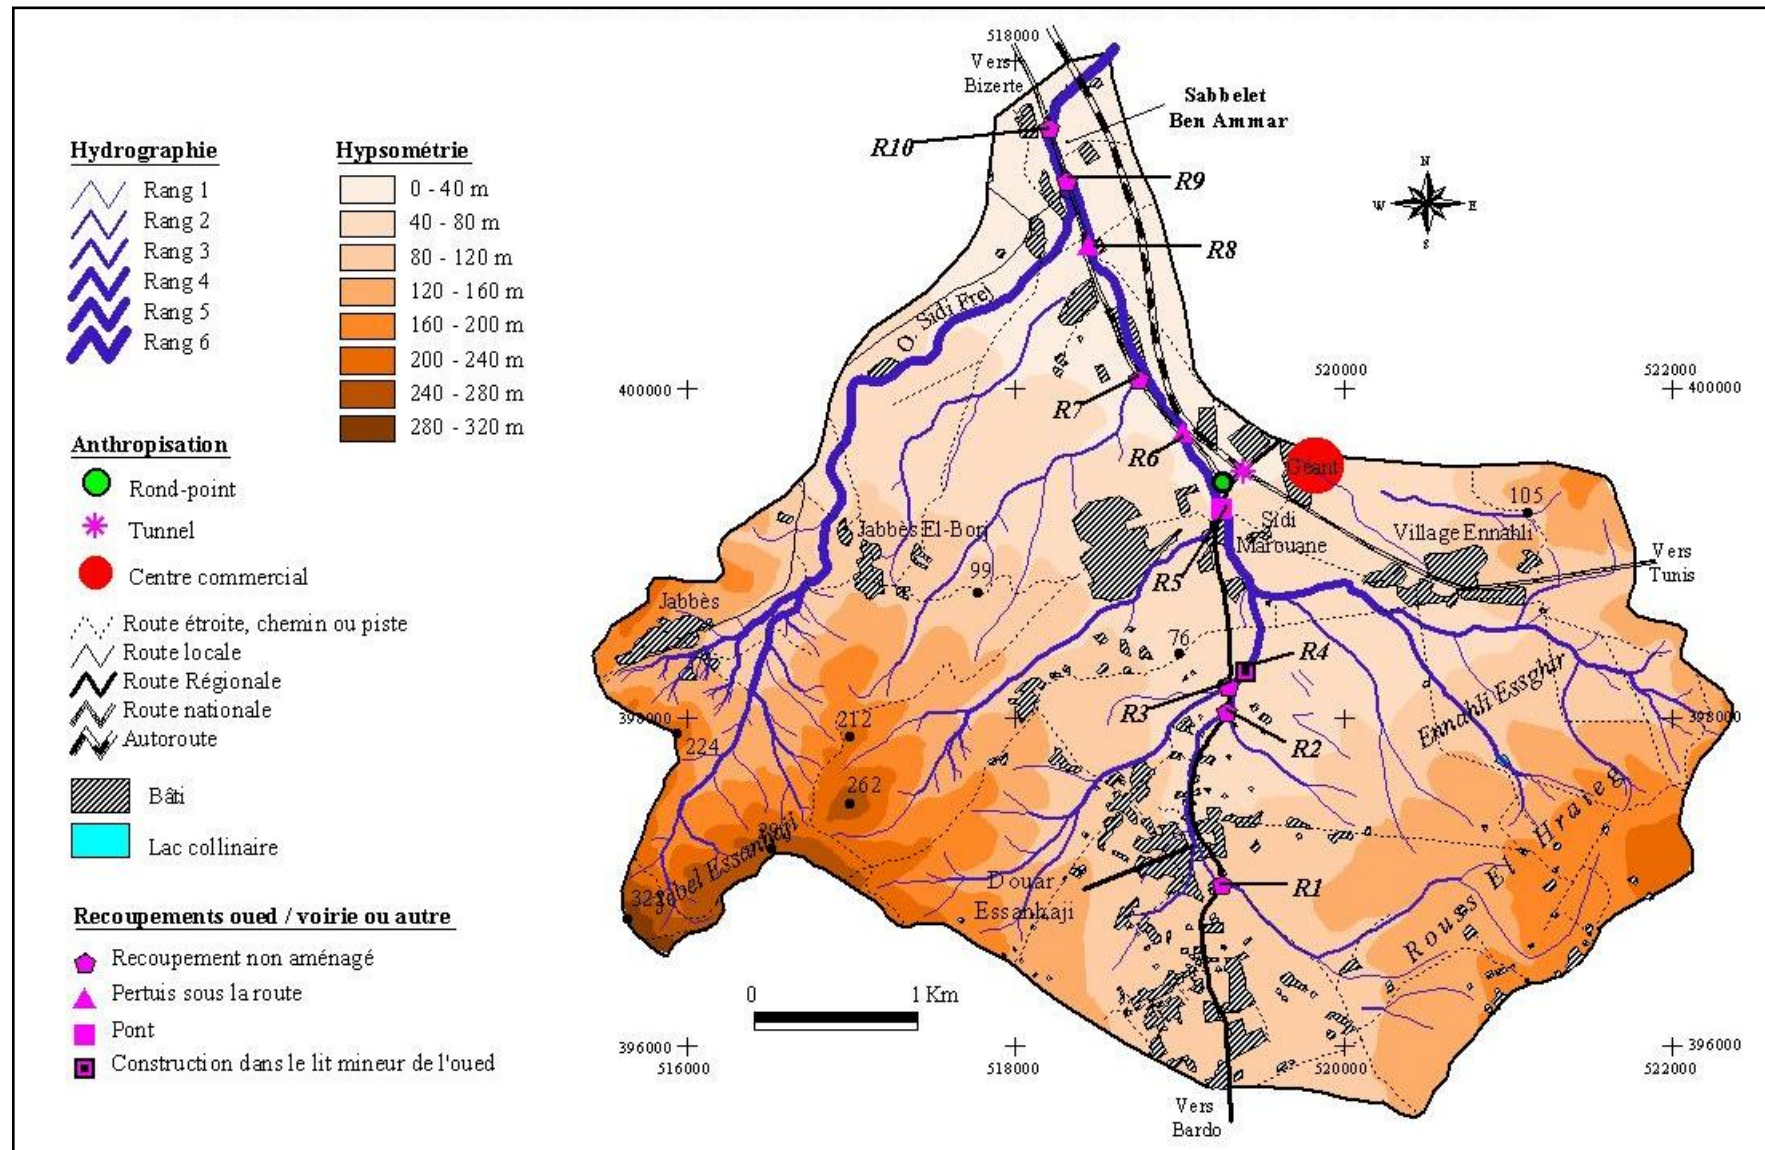 Hydrographie
Rang 1
Rang 2
Rang 3
Rang 4
Rang 5
Rang 6
Hypsométrie
0 - 40 m
40 - 80 m
80 - 120 m
120 - 160 m
160 - 200 m
200 - 240 m
240 - 280 m
280 - 320 m
Anthropisation
Rond-point
Tunnel
Centre commercial
Route étroite, chemin ou piste
Route locale
Route Régionale
Route nationale
Autoroute
Bâti
Lac collinaire
Recoupements oued / voirie ou autre
Recoupement non aménagé
Pertuis sous la route
Pont
Construction dans le lit mineur de l'oued
518000
Vers
Bizerte
Sabbelet
Ben Ammar
R10
R9
R8
N
W
E
S
O. Sidi Frej
400000
520000
522000
400000
R7
R6
Géant
105
Jabbès El-Borj
Sidi
Marouane
Village Ennahli
Vers
Tunis
99
R5
Jabbès
76
R4
R3
R2
398000
224
212
262
Ennahli Essghir
398000
Jebel Essanhaji
Douar
Essanhaji
R1
Rouss El Hrareg
0
1 Km
396000
516000
518000
520000
522000
396000
Vers
Bardo